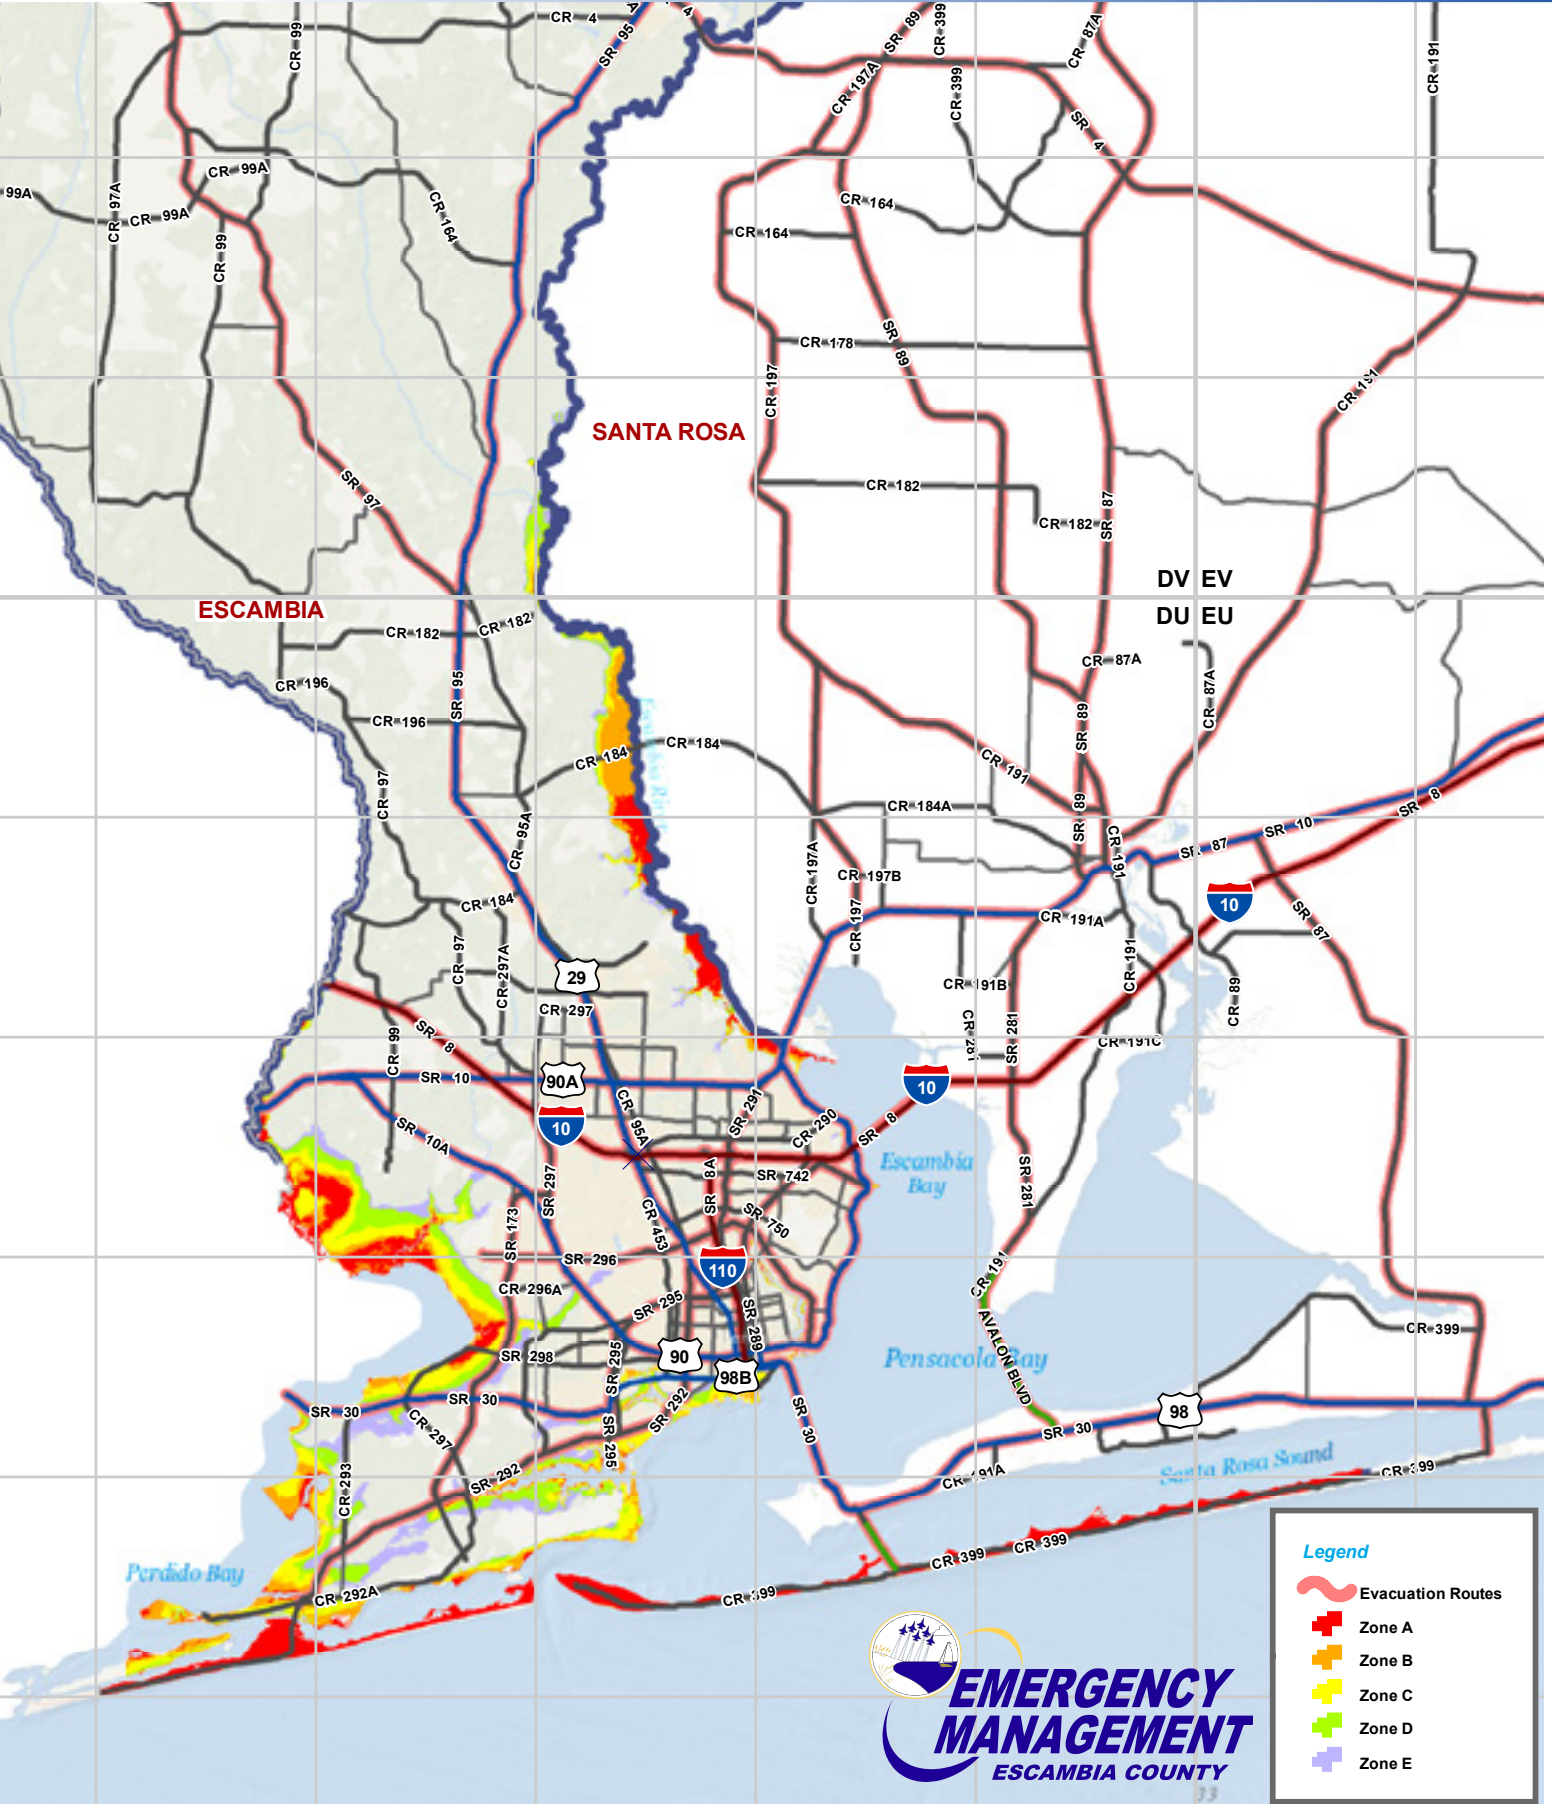 CR 4
SR 95
4
SR 89
CR-399
CR 87A
CR-99
CR 197A
CR-399
SR 4
CR-191
99A
CR 97A
CR 99A
CR 99A
CR-99
CR-164
CR-164
CR-164
CR-178
SR 89
CR-197
CR-191
SANTA ROSA
SR 97
CR-182
CR-182
SR 87
DV EV
DU EU
ESCAMBIA
CR-182
CR-182
CR-87A
CR-87A
CR 196
SR 95
CR-196
CR-184
CR-184
Escambia River
SR-89
CR 191
CR-97
CR-95A
CR-184A
SR-89
CR-191
SR 87
SR 10
SR 8
CR-197A
CR-197B
CR-197
CR 191A
10
SR-87
CR-184
CR-97
CR-297A
29
CR-297
CR-191
CR-191B
CR-281
SR 281
CR-191C
CR-89
SR 8
CR-99
SR 10
90A
10
CR 95A
SR-291
CR 290
SR 8
10
SR 10A
SR 8A
SR 742
Escambia
Bay
SR 281
SR-297
SR-173
CR-453
SR-750
SR-296
110
CR 191
CR-296A
SR 295
SR 289
AVALON BLVD
CR-399
SR-298
SR-295
90
98B
Pensacola Bay
SR 30
SR 30
CR-297
SR 292
SR 295
SR 30
98
SR 30
CR-293
SR-292
CR-191A
Santa Rosa Sound
CR-399
Perdido Bay
CR 292A
CR-399
CR 399
CR 399
Legend
Evacuation Routes
Zone A
Zone B
Zone C
Zone D
Zone E
EMERGENCY
MANAGEMENT
ESCAMBIA COUNTY
33